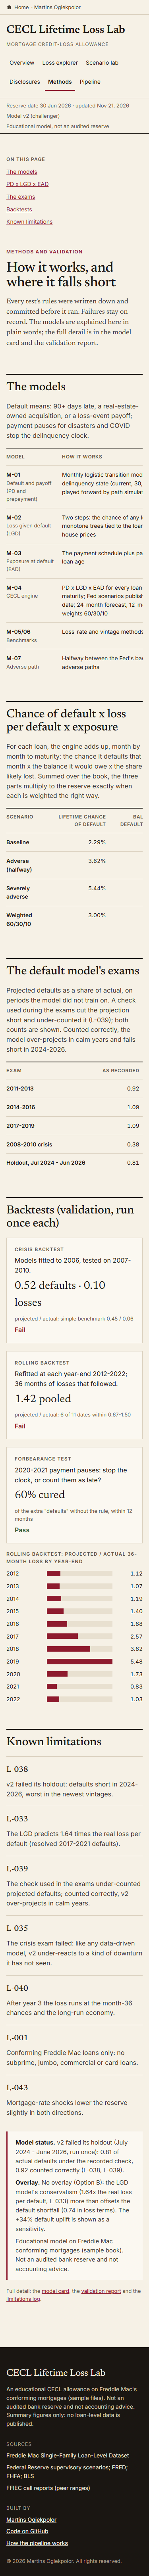 Home · Martins Ogiekpolor
CECL Lifetime Loss Lab
MORTGAGE CREDIT-LOSS ALLOWANCE
Overview Loss explorer Scenario lab
Disclosures Methods Pipeline
Reserve date 30 Jun 2026 · updated Nov 21, 2026
Model v2 (challenger)
Educational model, not an audited reserve
ON THIS PAGE
The models
PD x LGD x EAD
The exams
Backtests
Known limitations
METHODS AND VALIDATION
How it works, and
where it falls short
Every test's rules were written down and
committed before it ran. Failures stay on the
record. The models are explained here in plain
words; the full detail is in the model card
and the validation report.
The models
Default means: 90+ days late, a real-estate-
owned acquisition, or a loss-event payoff;
payment pauses for disasters and COVID
stop the delinquency clock.
MODEL HOW IT WORKS
M-01
Default and payoff
(PD and
prepayment)
Monthly logistic transition mod
delinquency state (current, 30,
played forward by path simulat
M-02
Loss given default
(LGD)
Two steps: the chance of any l
monotone trees tied to the loan
house prices
M-03
Exposure at default
(EAD)
The payment schedule plus pa
loan age
M-04
CECL engine
PD x LGD x EAD for every loan
maturity; Fed scenarios publish
date; 24-month forecast, 12-m
weights 60/30/10
M-05/06
Benchmarks
Loss-rate and vintage methods
M-07
Adverse path
Halfway between the Fed's bas
adverse paths
Chance of default x loss
per default x exposure
For each loan, the engine adds up, month by
month to maturity: the chance it defaults that
month x the balance it would owe x the share
likely lost. Summed over the book, the three
parts multiply to the reserve exactly when
each is weighted the right way.
SCENARIO LIFETIME CHANCE
OF DEFAULT BAL
DEFAULT
Baseline 2.29%
Adverse
(halfway) 3.62%
Severely
adverse 5.44%
Weighted
60/30/10 3.00%
The default model's exams
Projected defaults as a share of actual, on
periods the model did not train on. A check
used during the exams cut the projection
short and under-counted it (L-039); both
counts are shown. Counted correctly, the
model over-projects in calm years and falls
short in 2024-2026.
EXAM AS RECORDED
2011-2013 0.92
2014-2016 1.09
2017-2019 1.09
2008-2010 crisis 0.38
Holdout, Jul 2024 - Jun 2026 0.81
Backtests (validation, run
once each)
CRISIS BACKTEST
Models fitted to 2006, tested on 2007-
2010.
0.52 defaults · 0.10
losses
projected / actual; simple benchmark 0.45 / 0.06
Fail
ROLLING BACKTEST
Refitted at each year-end 2012-2022;
36 months of losses that followed.
1.42 pooled
projected / actual; 6 of 11 dates within 0.67-1.50
Fail
FORBEARANCE TEST
2020-2021 payment pauses: stop the
clock, or count them as late?
60% cured
of the extra "defaults" without the rule, within 12
months
Pass
ROLLING BACKTEST: PROJECTED / ACTUAL 36-
MONTH LOSS BY YEAR-END
2012 1.12
2013 1.07
2014 1.19
2015 1.40
2016 1.68
2017 2.57
2018 3.62
2019 5.48
2020 1.73
2021 0.83
2022 1.03
Known limitations
L-038
v2 failed its holdout: defaults short in 2024-
2026, worst in the newest vintages.
L-033
The LGD predicts 1.64 times the real loss per
default (resolved 2017-2021 defaults).
L-039
The check used in the exams under-counted
projected defaults; counted correctly, v2
over-projects in calm years.
L-035
The crisis exam failed: like any data-driven
model, v2 under-reacts to a kind of downturn
it has not seen.
L-040
After year 3 the loss runs at the month-36
chances and the long-run economy.
L-001
Conforming Freddie Mac loans only: no
subprime, jumbo, commercial or card loans.
L-043
Mortgage-rate shocks lower the reserve
slightly in both directions.
Model status. v2 failed its holdout (July
2024 - June 2026, run once): 0.81 of
actual defaults under the recorded check,
0.92 counted correctly (L-038, L-039).
Overlay. No overlay (Option B): the LGD
model's conservatism (1.64x the real loss
per default, L-033) more than offsets the
default shortfall (0.74 in loss terms). The
+34% default uplift is shown as a
sensitivity.
Educational model on Freddie Mac
conforming mortgages (sample book).
Not an audited bank reserve and not
accounting advice.
Full detail: the model card, the validation report and the
limitations log.
CECL Lifetime Loss Lab
An educational CECL allowance on Freddie Mac's
conforming mortgages (sample files). Not an
audited bank reserve and not accounting advice.
Summary figures only: no loan-level data is
published.
SOURCES
Freddie Mac Single-Family Loan-Level Dataset
Federal Reserve supervisory scenarios; FRED;
FHFA; BLS
FFIEC call reports (peer ranges)
BUILT BY
Martins Ogiekpolor
Code on GitHub
How the pipeline works
© 2026 Martins Ogiekpolor. All rights reserved.